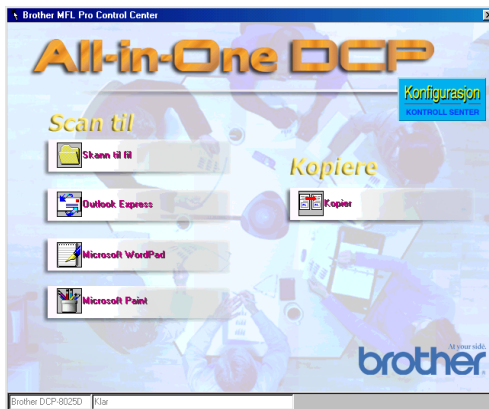 Brother MFL Pro Control Center
All-in-One DCP
Konfigurasjon
KONTROLL SENTER
Scan til
Skann til fil
Outlook Express
Microsoft WordPad
Microsoft Paint
Kopiere
Kopier
At your side.
brother
Brother DCP-8025D
Klar